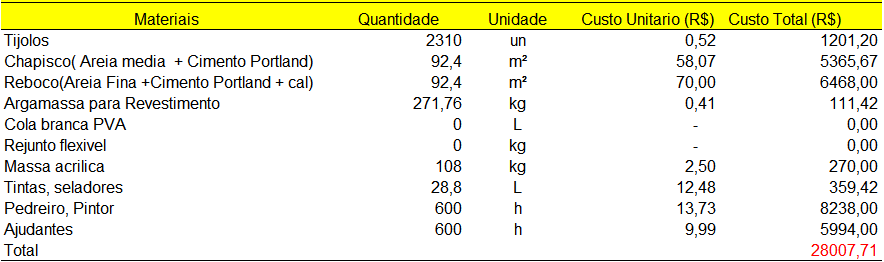 Materiais Quantidade Unidade Custo Unitario (R$) Custo Total (R$)
Tijolos 2310 un 0,52 1201,20
Chapisco( Areia media + Cimento Portland) 92,4 m² 58,07 5365,67
Reboco(Areia Fina +Cimento Portland + cal) 92,4 m² 70,00 6468,00
Argamassa para Revestimento 271,76 kg 0,41 111,42
Cola branca PVA 0 L - 0,00
Rejunto flexivel 0 kg - 0,00
Massa acrilica 108 kg 2,50 270,00
Tintas, seladores 28,8 L 12,48 359,42
Pedreiro, Pintor 600 h 13,73 8238,00
Ajudantes 600 h 9,99 5994,00
Total 28007,71